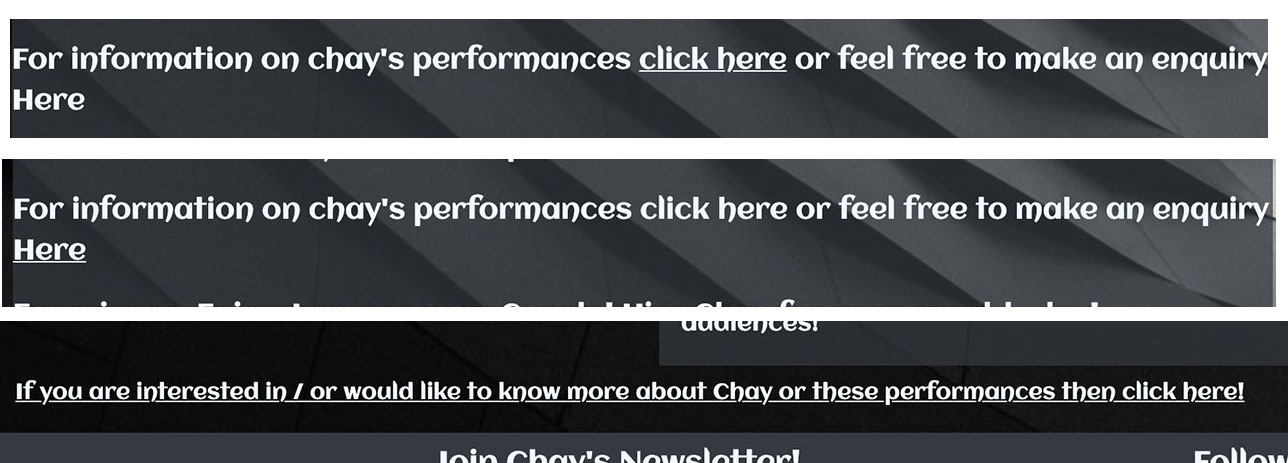 For information on chay's performances click here or feel free to make an enquiry
Here
For information on chay's performances click here or feel free to make an enquiry
Here
audiences!
If you are interested in / or would like to know more about Chay or these performances then click here!
Join Chay's Newsletter!
Follow